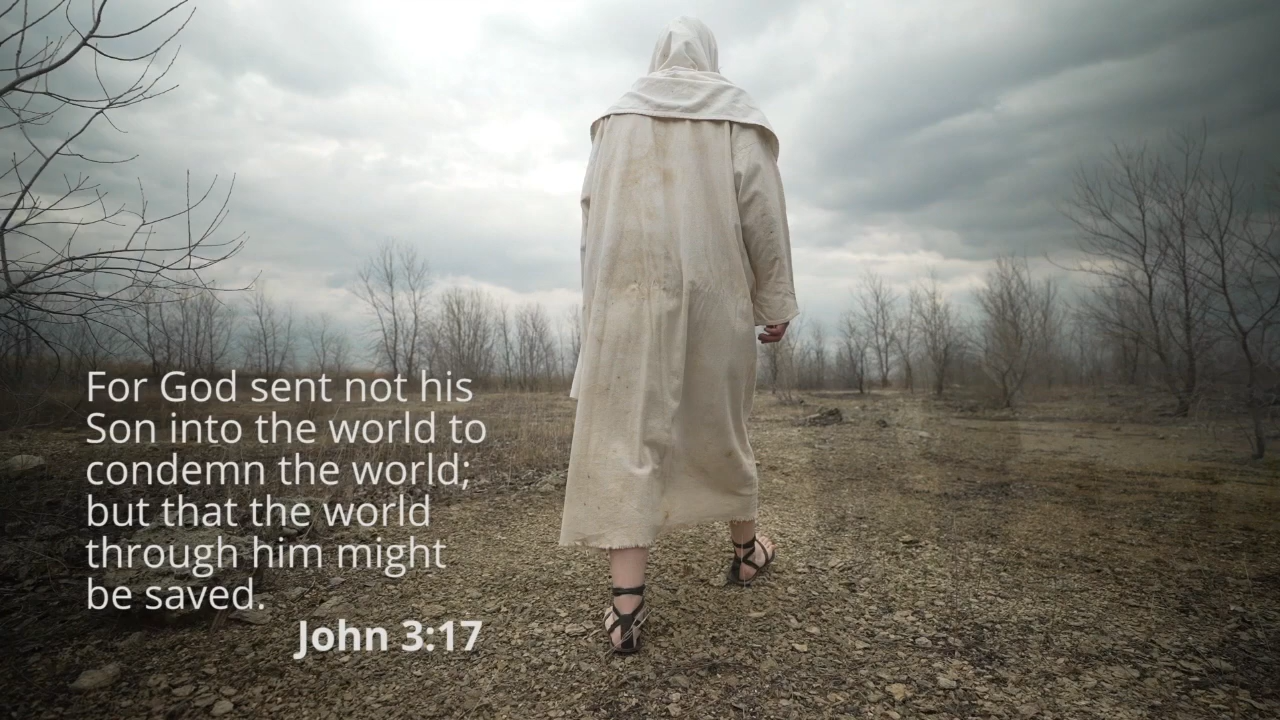 For God sent not his
Son into the world to
condemn the world;
but that the world
through him might
be saved.
John 3:17